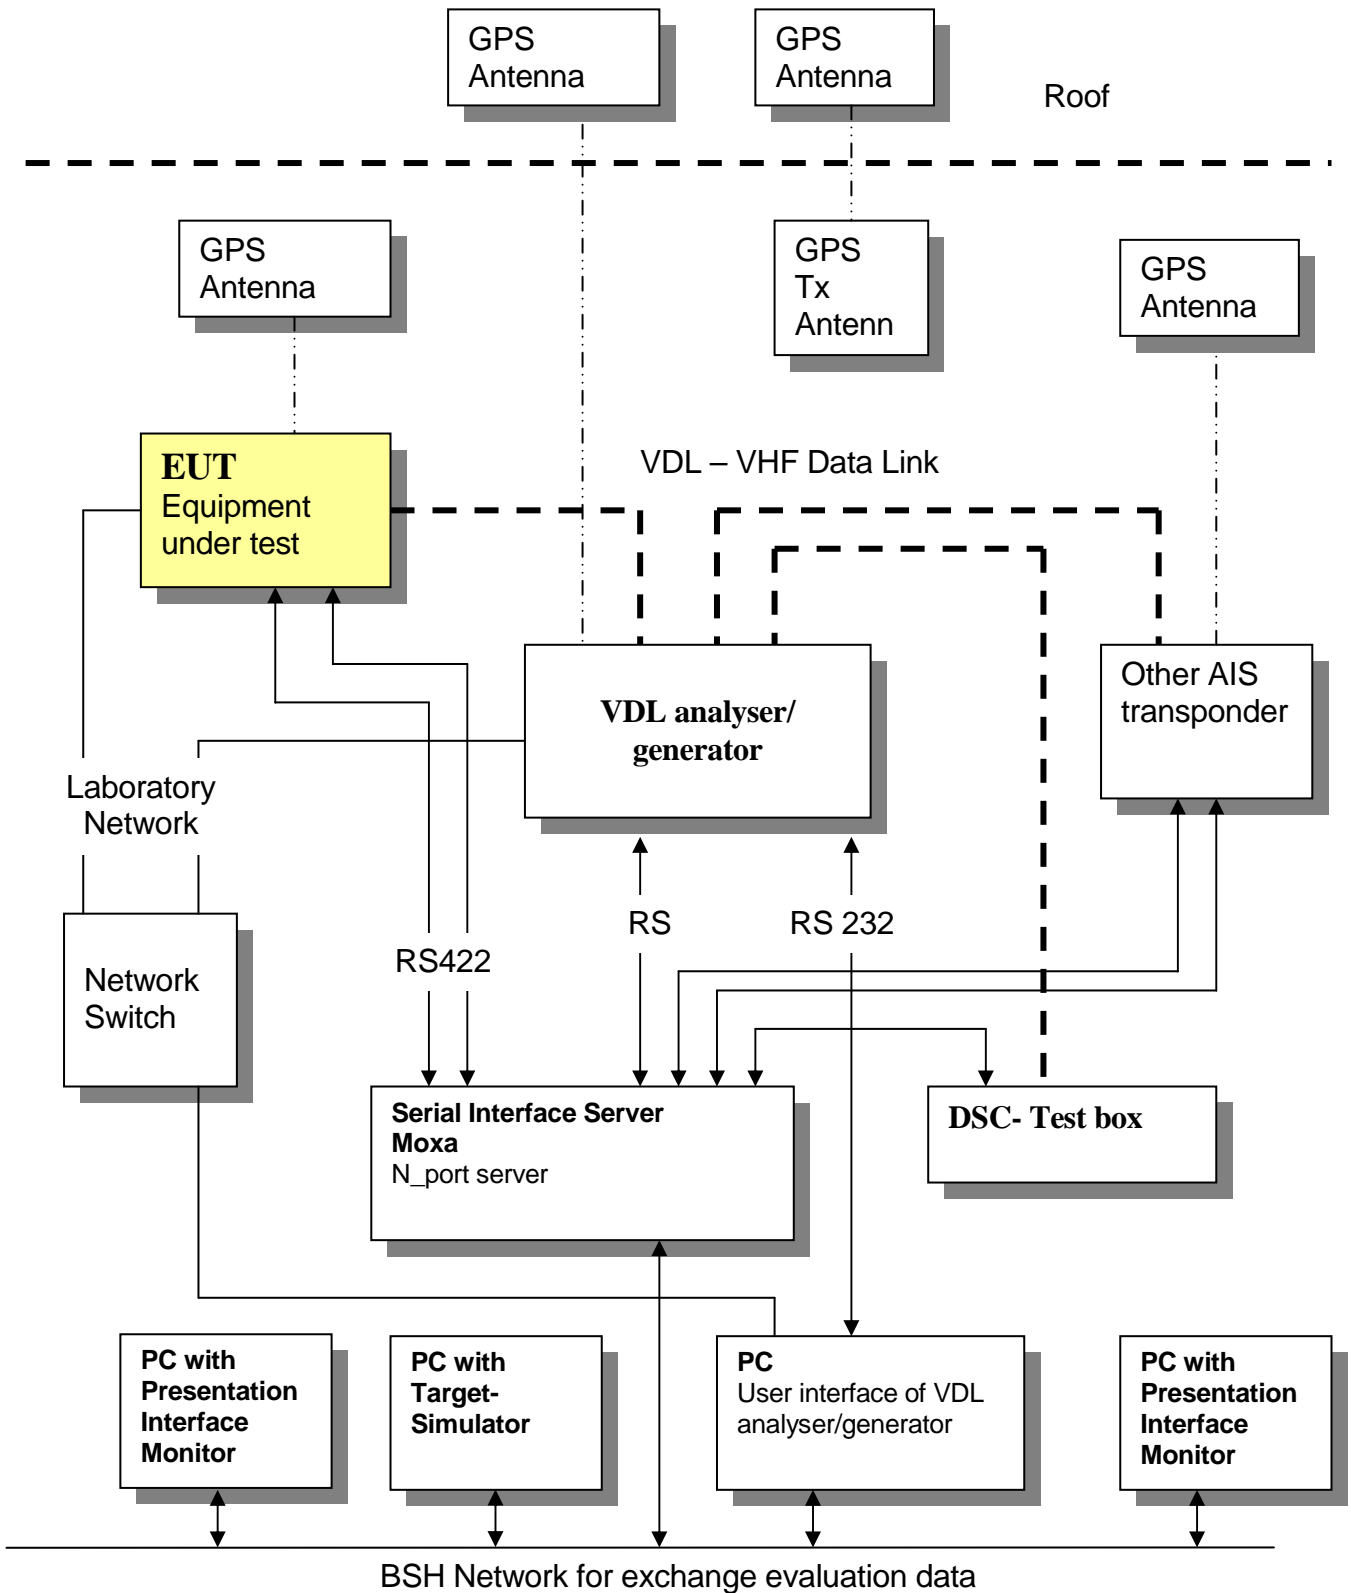 GPS
Antenna
GPS
Antenna
Roof
GPS
Antenna
GPS
Tx
Antenn
GPS
Antenna
EUT
Equipment
under test
VDL – VHF Data Link
VDL analyser/
generator
Other AIS
transponder
Laboratory
Network
RS422
RS
RS 232
Network
Switch
Serial Interface Server
Moxa
N_port server
DSC- Test box
PC with
Presentation
Interface
Monitor
PC with
Target-
Simulator
PC
User interface of VDL
analyser/generator
PC with
Presentation
Interface
Monitor
BSH Network for exchange evaluation data